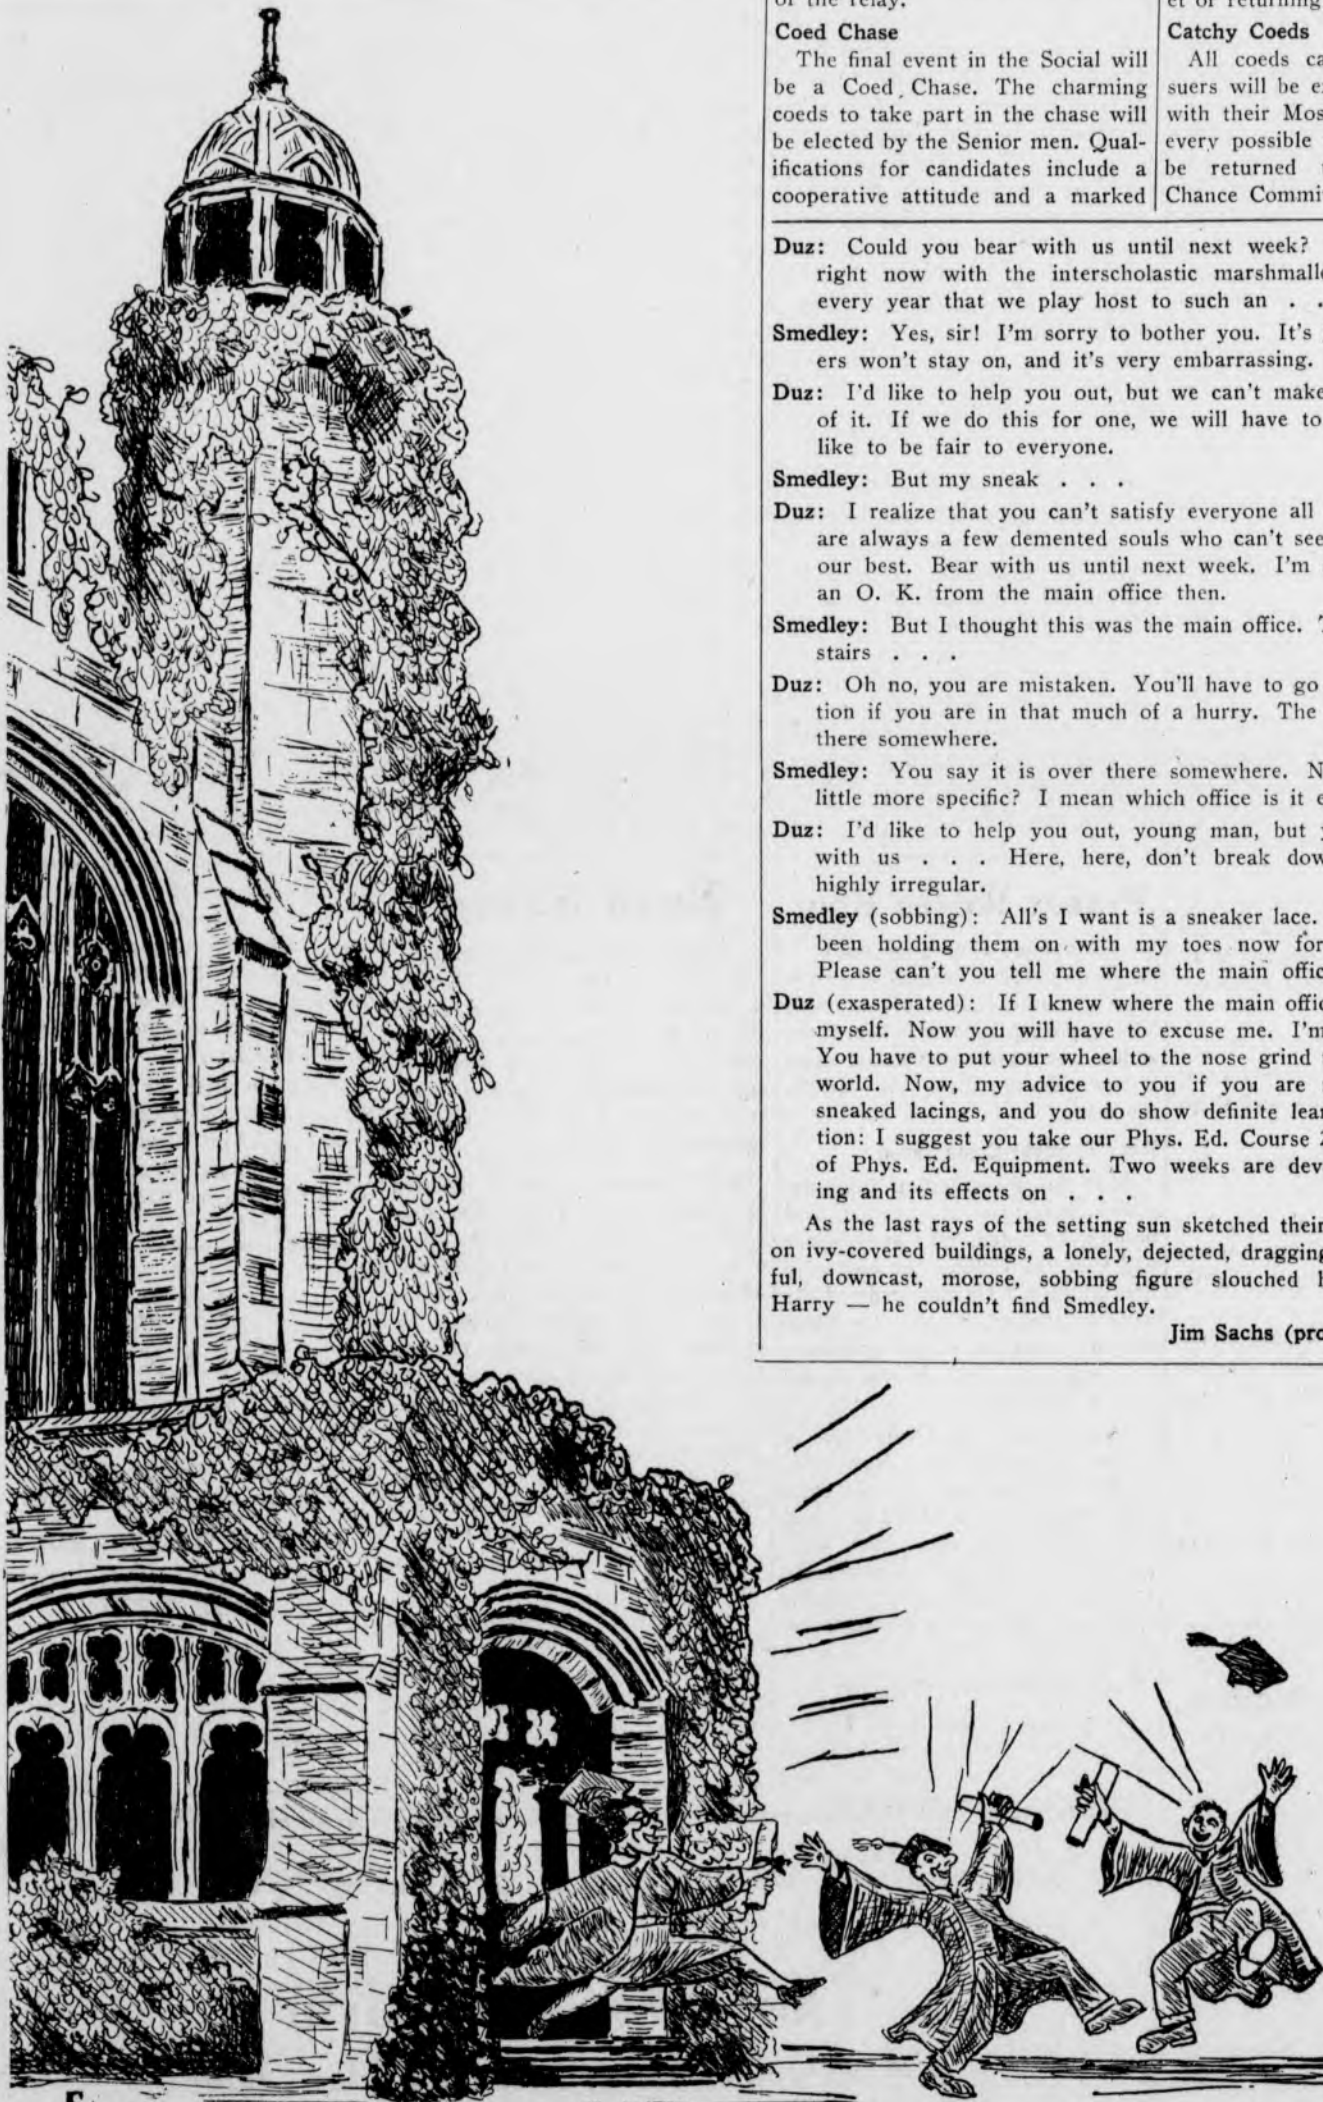 of the relay.
Coed Chase
The final event in the Social will
be a Coed Chase. The charming
coeds to take part in the chase will
be elected by the Senior men. Qual-
ifications for candidates include a
cooperative attitude and a marked
et of returning
Catchy Coeds
All coeds ca
suers will be e
with their Mos
every possible
be returned
Chance Commi
Duz: Could you bear with us until next week?
right now with the interscholastic marshmall
every year that we play host to such an . .
Smedley: Yes, sir! I'm sorry to bother you. It's
ers won't stay on, and it's very embarrassing.
Duz: I'd like to help you out, but we can't make
of it. If we do this for one, we will have to
like to be fair to everyone.
Smedley: But my sneak . . .
Duz: I realize that you can't satisfy everyone all
are always a few demented souls who can't see
our best. Bear with us until next week. I'm
an O. K. from the main office then.
Smedley: But I thought this was the main office. T
stairs . . .
Duz: Oh no, you are mistaken. You'll have to go
tion if you are in that much of a hurry. The
there somewhere.
Smedley: You say it is over there somewhere. N
little more specific? I mean which office is it e
Duz: I'd like to help you out, young man, but y
with us . . . Here, here, don't break dow
highly irregular.
Smedley (sobbing): All's I want is a sneaker lace.
been holding them on with my toes now for
Please can't you tell me where the main offic
Duz (exasperated): If I knew where the main offic
myself. Now you will have to excuse me. I'm
You have to put your wheel to the nose grind
world. Now, my advice to you if you are
sneaked lacings, and you do show definite lear
tion: I suggest you take our Phys. Ed. Course
of Phys. Ed. Equipment. Two weeks are dev
ing and its effects on . . .
As the last rays of the setting sun sketched their
on ivy-covered buildings, a lonely, dejected, dragging
ful, downcast, morose, sobbing figure slouched h
Harry — he couldn't find Smedley.
Jim Sachs (pro